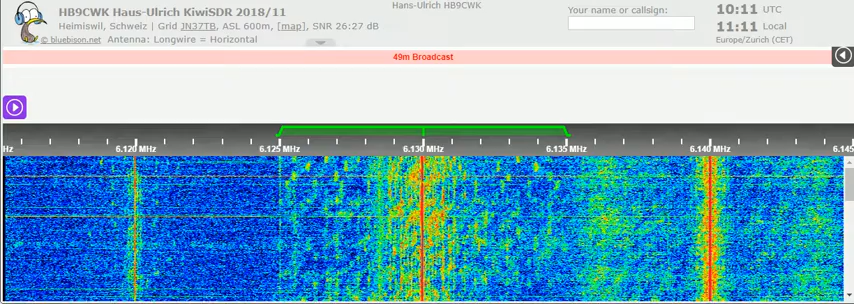 HB9CWK Haus-Ulrich KiwiSDR 2018/11
Hans-Ulrich HB9CWK
Your name or callsign:
10:11 UTC
Heimiswil, Schweiz | Grid JN37TB, ASL 600m, [map], SNR 26:27 dB
11:11 Local
© bluebison.net Antenna: Longwire = Horizontal
Europe/Zurich (CET)
49m Broadcast
Hz 6.120 MHz 6.125 MHz 6.130 MHz 6.135 MHz 6.140 MHz 6.145